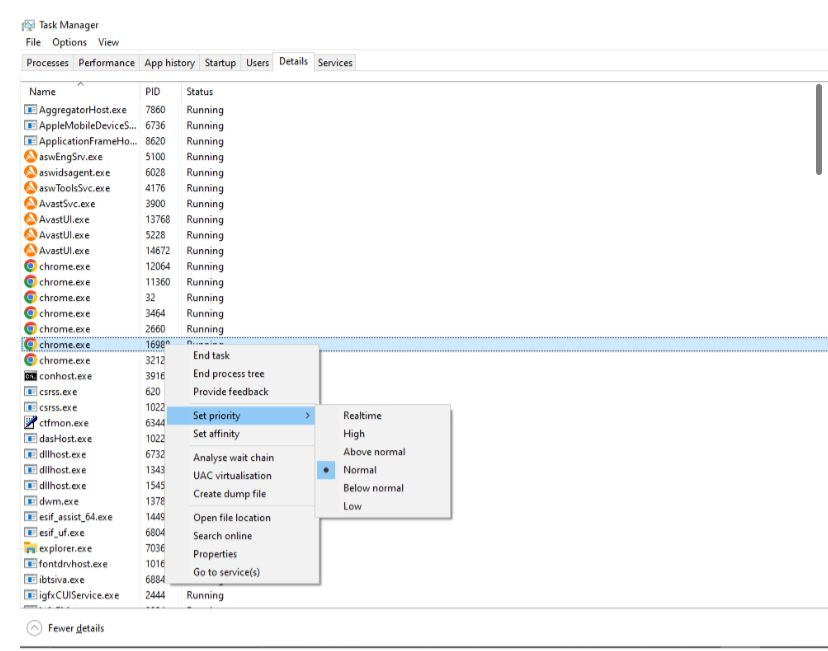 Task Manager
File Options View
Processes Performance App history Startup Users Details Services
Name PID Status
AggregatorHost.exe 7860 Running
AppleMobileDeviceS... 6736 Running
ApplicationFrameHo... 8620 Running
aswEngSrv.exe 5100 Running
aswidsagent.exe 6028 Running
aswToolsSvc.exe 4176 Running
AvastSvc.exe 3900 Running
AvastUI.exe 13768 Running
AvastUI.exe 5228 Running
AvastUI.exe 14672 Running
chrome.exe 12064 Running
chrome.exe 11360 Running
chrome.exe 32 Running
chrome.exe 3464 Running
chrome.exe 2660 Running
chrome.exe Running
chrome.exe 3212
conhost.exe 3916
csrss.exe 620
csrss.exe 1022
ctfmon.exe 6344
dasHost.exe 1022
dllhost.exe 6732
dllhost.exe 1343
dllhost.exe 1545
dwm.exe 1378
esif_assist_64.exe 1449
esif_uf.exe 6804
explorer.exe 7036
fontdrvhost.exe 1016
ibtsiva.exe 6884
igfxCUIService.exe 2444 Running
End task
End process tree
Provide feedback
Set priority >
Set affinity
Analyse wait chain
UAC virtualisation
Create dump file
Open file location
Search online
Properties
Go to service(s)
Realtime
High
Above normal
Normal
Below normal
Low
Fewer details